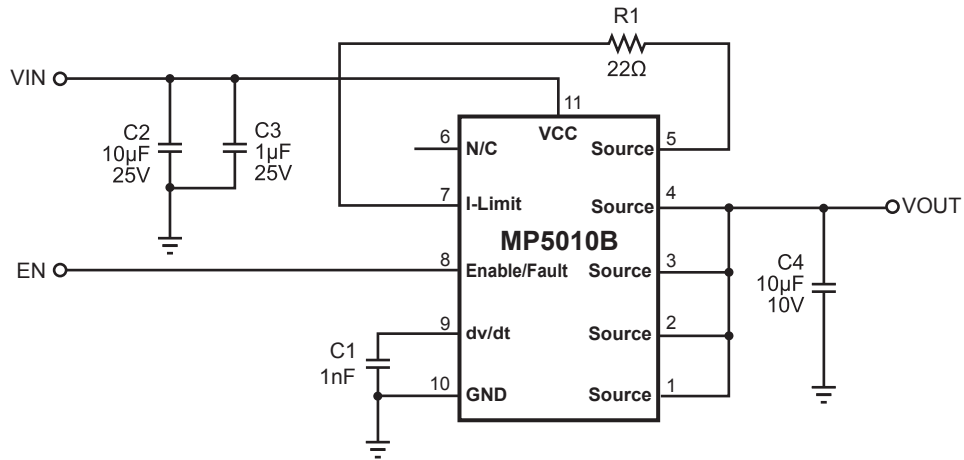 R1
22Ω
VIN
11
VCC
C2
10µF
25V
C3
1µF
25V
6
N/C
Source
5
7
I-Limit
Source
4
VOUT
MP5010B
EN
8
Enable/Fault
Source
3
C4
10µF
10V
9
dv/dt
Source
2
C1
1nF
10
GND
Source
1